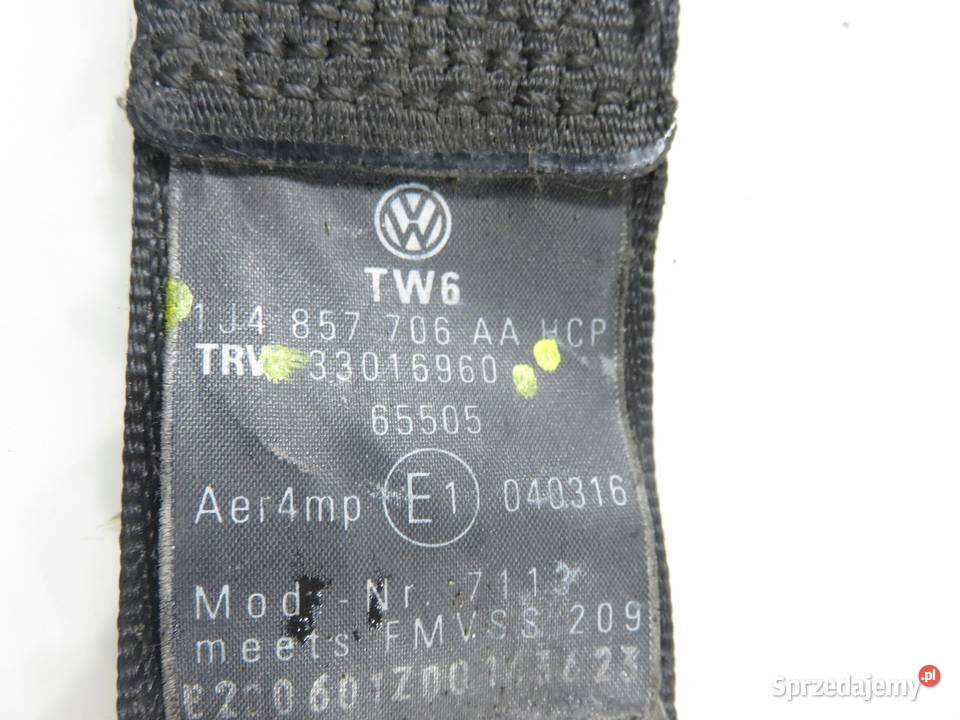 TW6
1J4 857 706 AA HCP
TRW 33016960
65505
Aer4mp E1 040316
Mod.-Nr. 7113
meets FMVSS 209
Sprzedajemy.pl